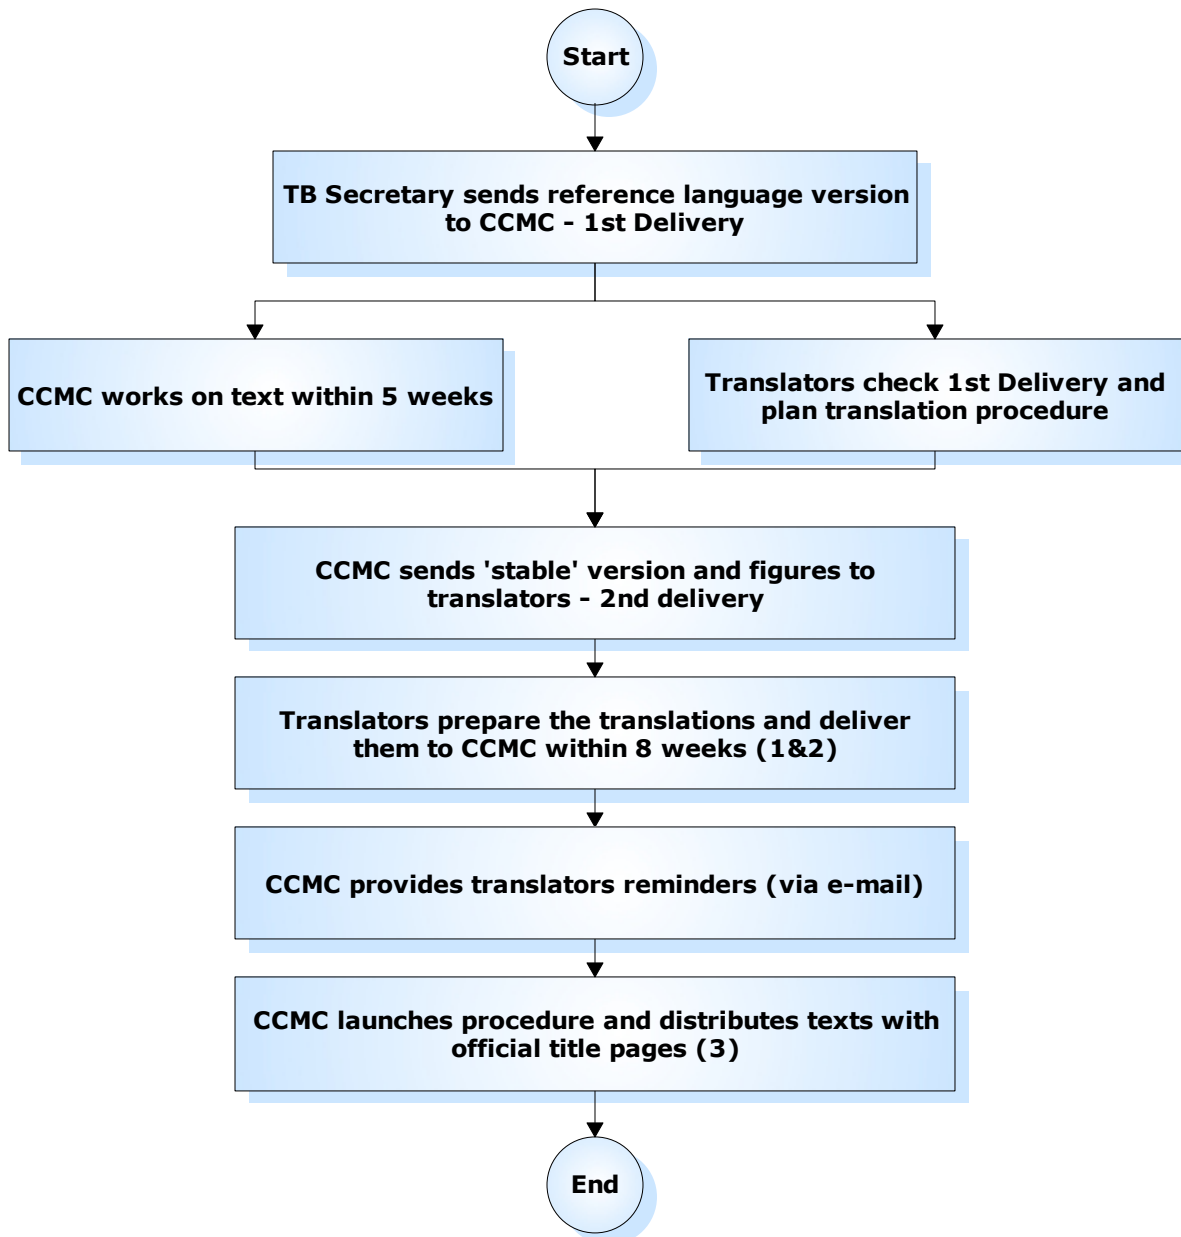 Start
TB Secretary sends reference language version
to CCMC - 1st Delivery
CCMC works on text within 5 weeks
Translators check 1st Delivery and
plan translation procedure
CCMC sends 'stable' version and figures to
translators - 2nd delivery
Translators prepare the translations and deliver
them to CCMC within 8 weeks (1&2)
CCMC provides translators reminders (via e-mail)
CCMC launches procedure and distributes texts with
official title pages (3)
End